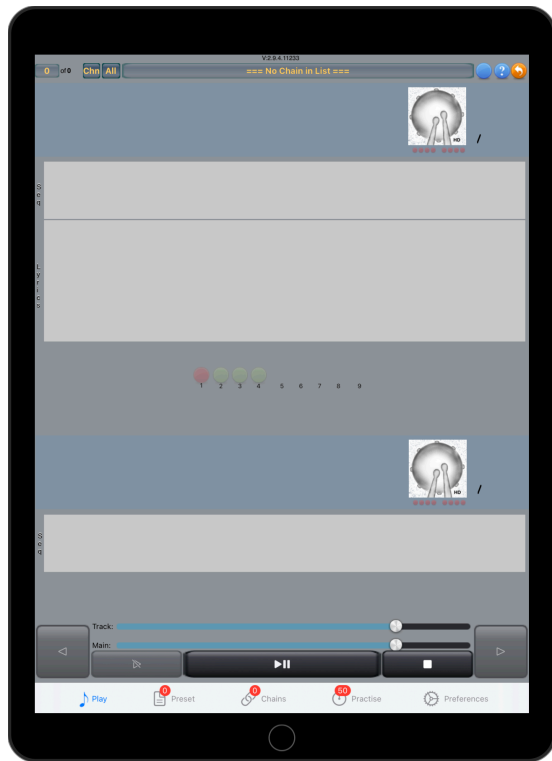 V:2.9.4.11233
0 of 0 Chn All === No Chain in List === ?
HD /
Seq
Lyrics
1 2 3 4 5 6 7 8 9
HD /
Seq
Track:
Main:
0 0 50
Play Preset Chains Practise Preferences